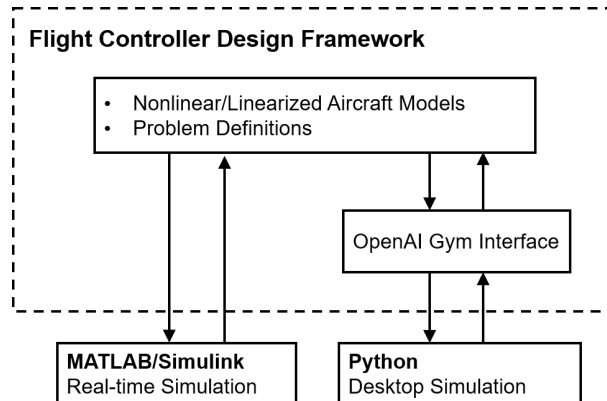 Flight Controller Design Framework
• Nonlinear/Linearized Aircraft Models
• Problem Definitions
OpenAI Gym Interface
MATLAB/Simulink
Real-time Simulation
Python
Desktop Simulation